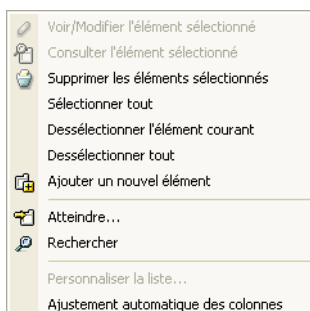 Voir/Modifier l'élément sélectionné
Consulter l'élément sélectionné
Supprimer les éléments sélectionnés
Sélectionner tout
Dessélectionner l'élément courant
Dessélectionner tout
Ajouter un nouvel élément
Atteindre...
Rechercher
Personnaliser la liste...
Ajustement automatique des colonnes